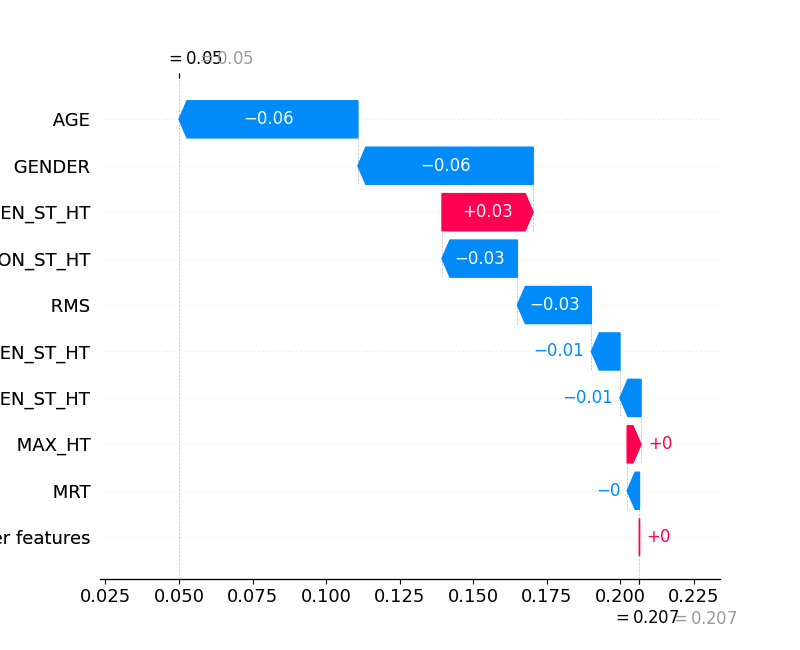 = 0.05 = 0.05
AGE −0.06
GENDER −0.06
EN_ST_HT +0.03
ON_ST_HT −0.03
RMS −0.03
EN_ST_HT −0.01
EN_ST_HT −0.01
MAX_HT +0
MRT −0
er features +0
0.025 0.050 0.075 0.100 0.125 0.150 0.175 0.200 0.225
= 0.207 = 0.207